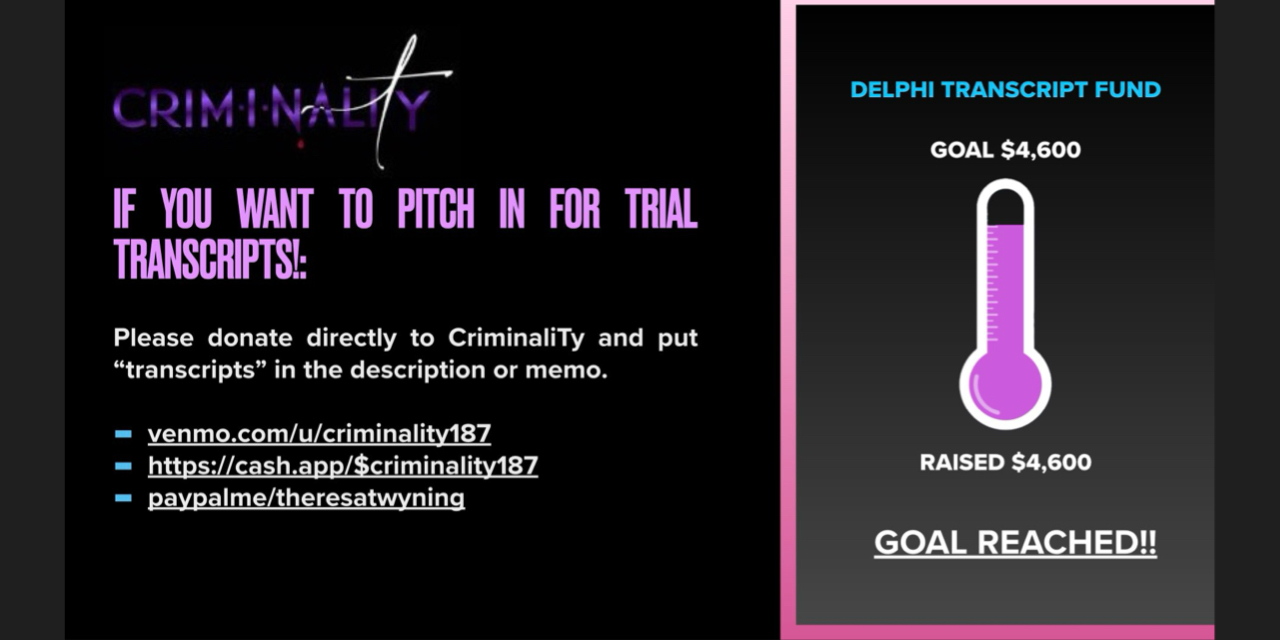 CRIMINALITY
IF YOU WANT TO PITCH IN FOR TRIAL
TRANSCRIPTS!:
Please donate directly to CriminaliTy and put
“transcripts” in the description or memo.
venmo.com/u/criminality187
https://cash.app/$criminality187
paypalme/theresatwyning
DELPHI TRANSCRIPT FUND
GOAL $4,600
RAISED $4,600
GOAL REACHED!!